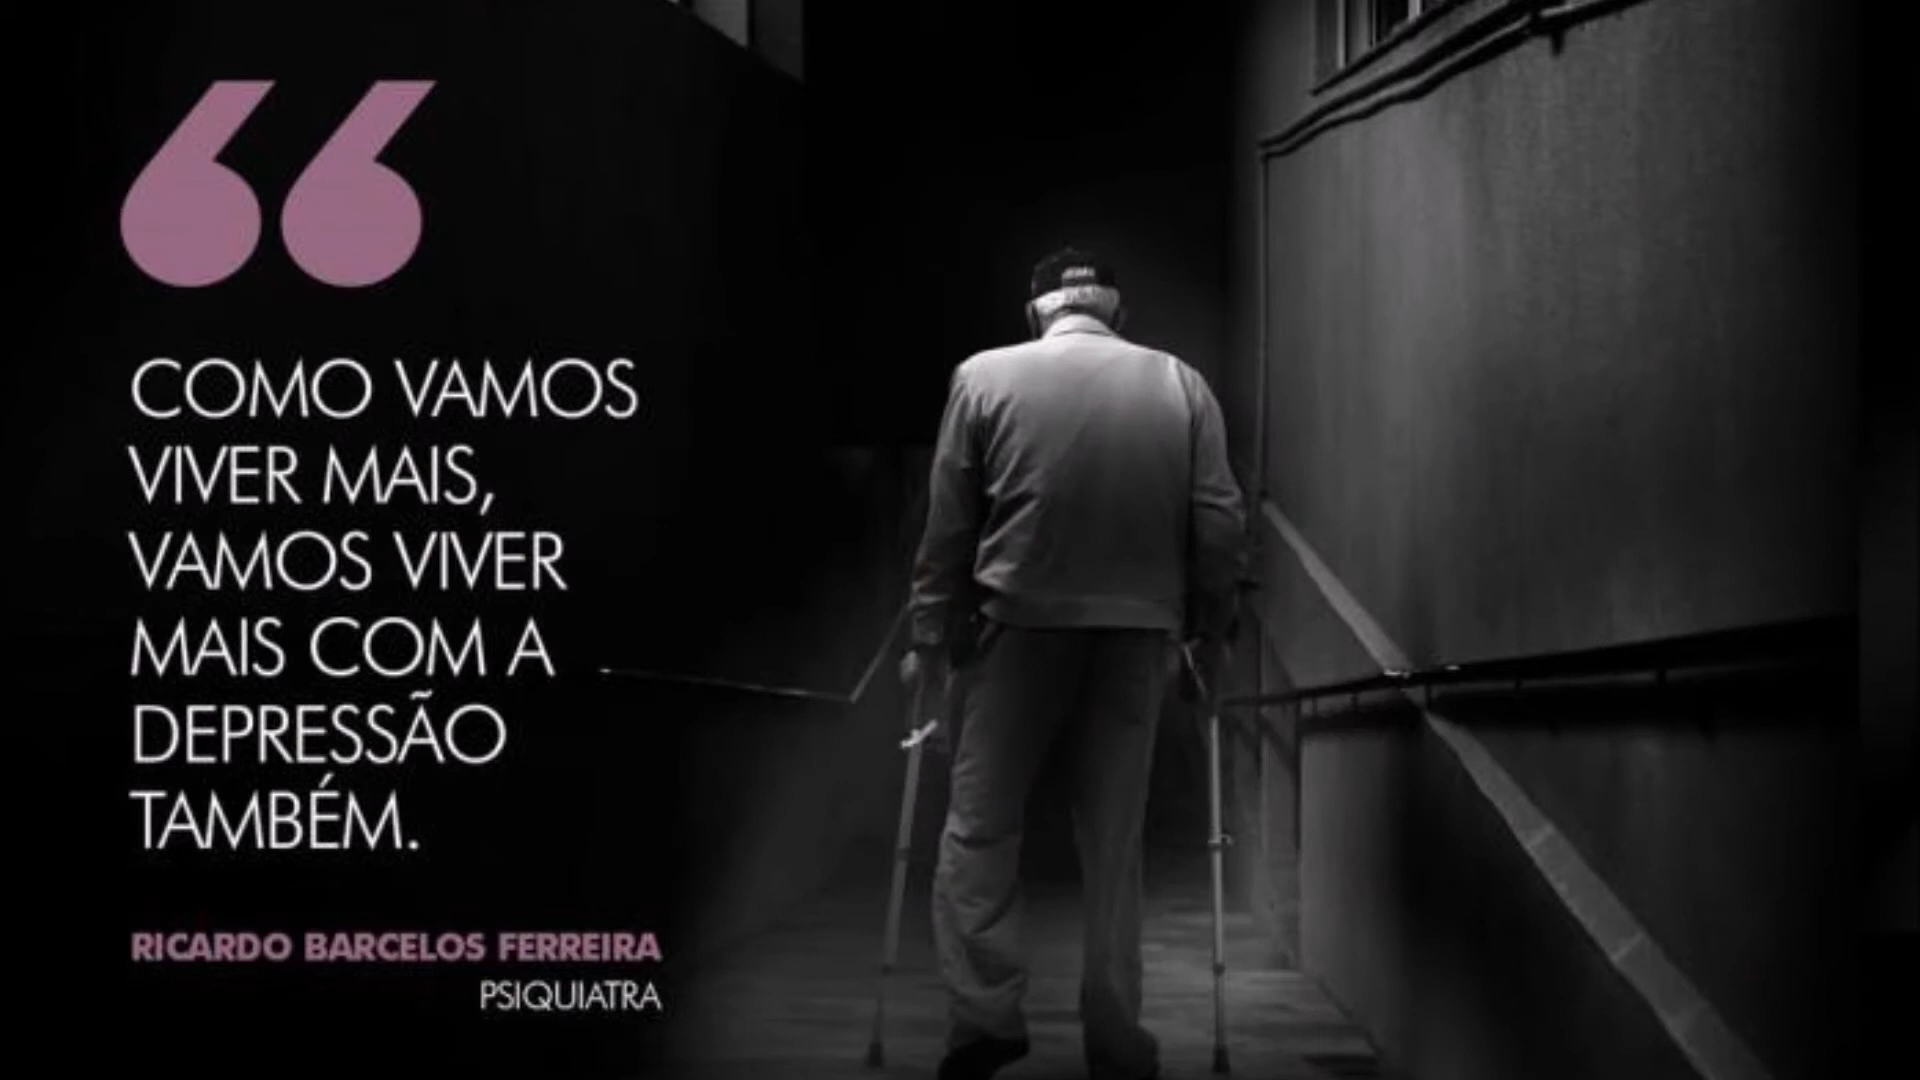 COMO VAMOS
VIVER MAIS,
VAMOS VIVER
MAIS COM A
DEPRESSÃO
TAMBÉM.
RICARDO BARCELOS FERREIRA
PSIQUIATRA